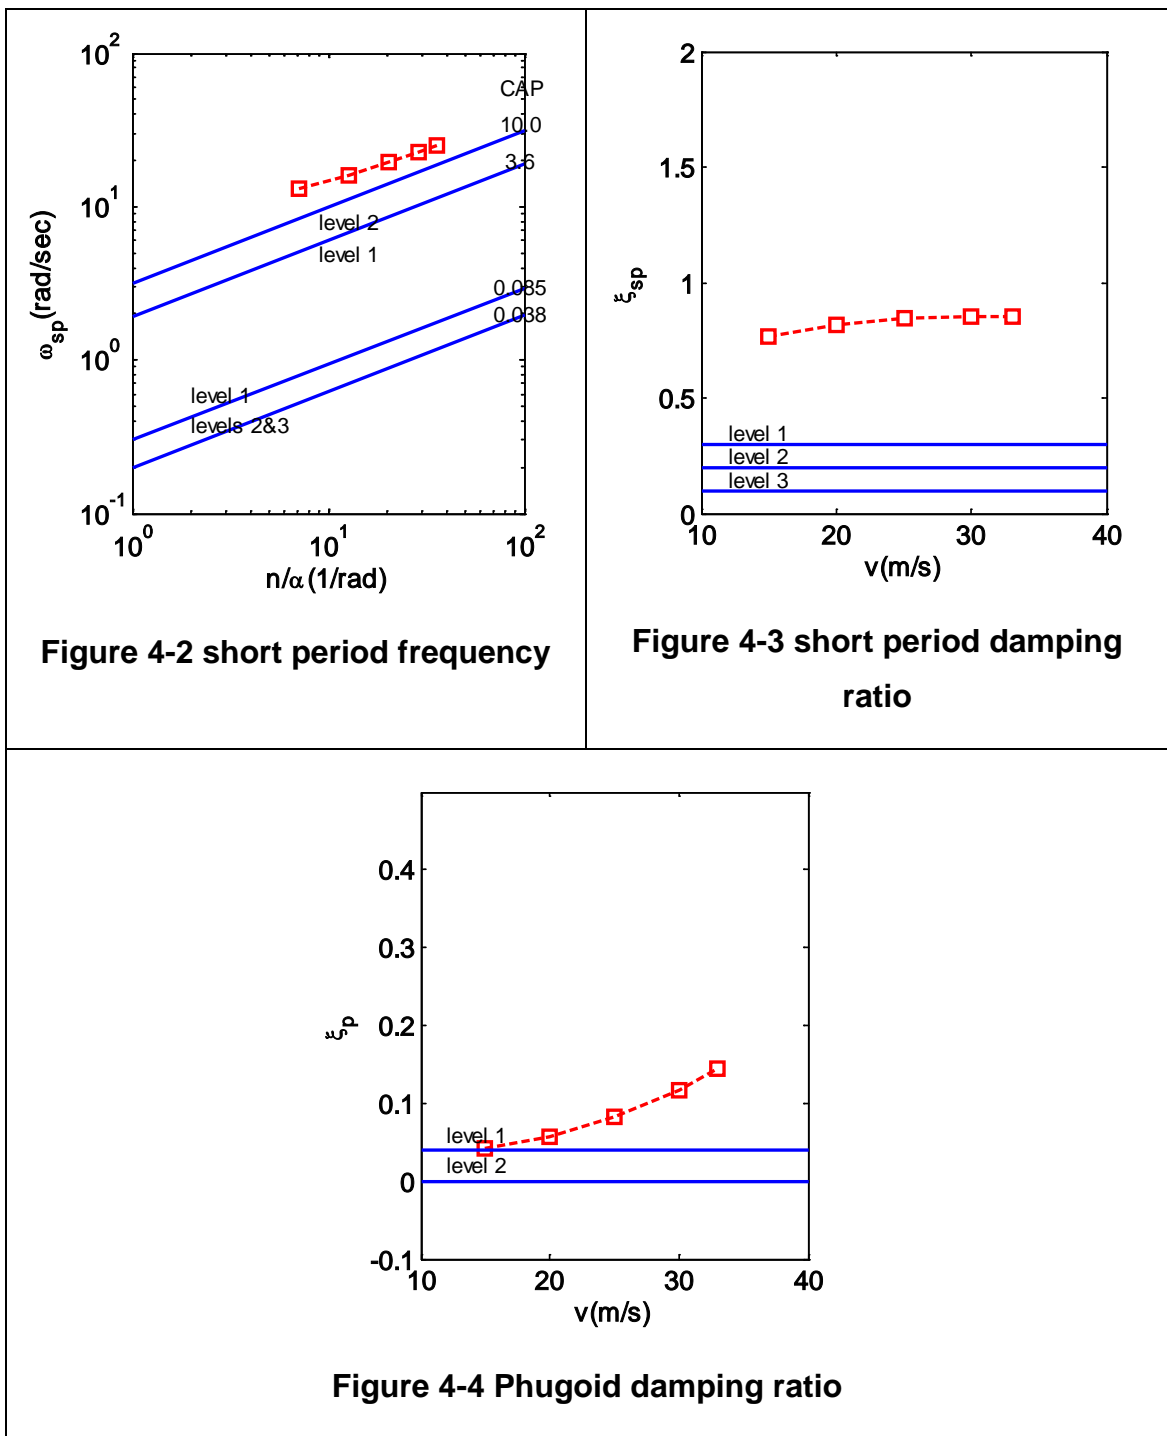 10^2
CAP
10.0
3.6
10^1
level 2
level 1
ω_sp(rad/sec)
0.085
0.038
10^0
level 1
levels 2&3
10^-1
10^0
10^1
10^2
n/α (1/rad)
Figure 4-2 short period frequency
2
1.5
ξ_sp
1
0.5
level 1
level 2
level 3
0
10
20
30
40
v(m/s)
Figure 4-3 short period damping
ratio
0.4
0.3
0.2
ξ_p
0.1
level 1
level 2
0
-0.1
10
20
30
40
v(m/s)
Figure 4-4 Phugoid damping ratio